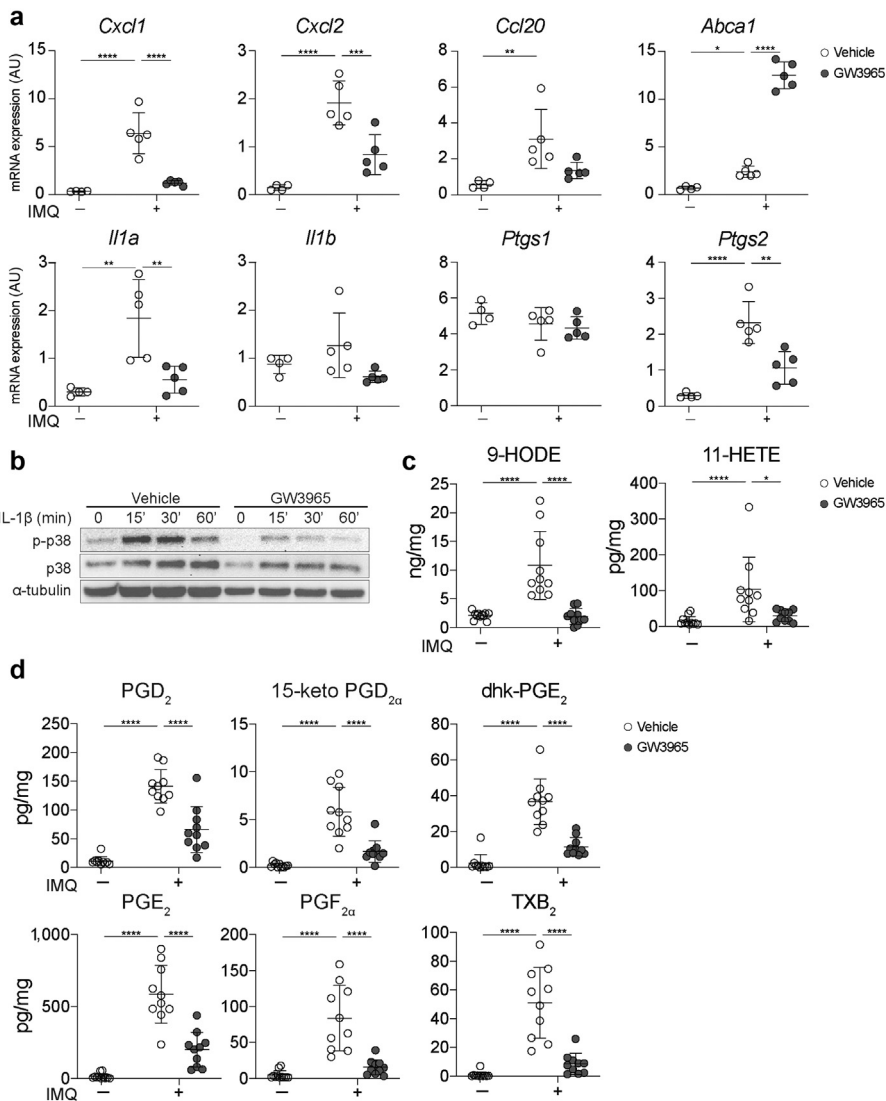 a
Cxcl1 Cxcl2 Ccl20 Abca1
**** **** **** *** ** * ****
Vehicle
GW3965
mRNA expression (AU)
15 3 8 15
10 2 6 10
4
5 1 2 5
0 0 0 0
IMQ — + — + — + — +
Il1a Il1b Ptgs1 Ptgs2
** ** **** **
mRNA expression (AU)
3 3 8 4
2 2 6 3
4 2
1 1 2 1
0 0 0 0
IMQ — + — + — + — +
b
Vehicle GW3965
IL-1β (min) 0 15' 30' 60' 0 15' 30' 60'
p-p38
p38
α-tubulin
c
9-HODE 11-HETE
**** **** **** *
Vehicle
GW3965
ng/mg pg/mg
25 400
20 300
15
10 200
5 100
0 0
IMQ — + — +
d
PGD2 15-keto PGD2α dhk-PGE2
**** **** **** **** **** ****
Vehicle
GW3965
pg/mg
250 15 80
200 60
150 10
100 5 40
50 20
0 0 0
IMQ — + — + — +
PGE2 PGF2α TXB2
**** **** **** **** **** ****
pg/mg
1,000 200 100
150 80
500 100 60
40
50 20
0 0 0
IMQ — + — + — +